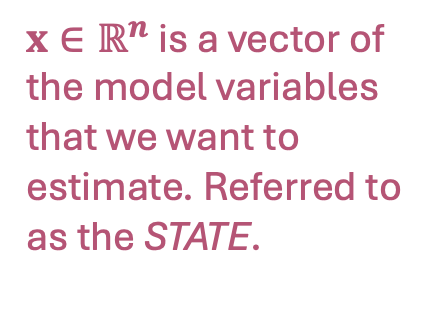 𝐱 ∈ ℝⁿ is a vector of
the model variables
that we want to
estimate. Referred to
as the STATE.